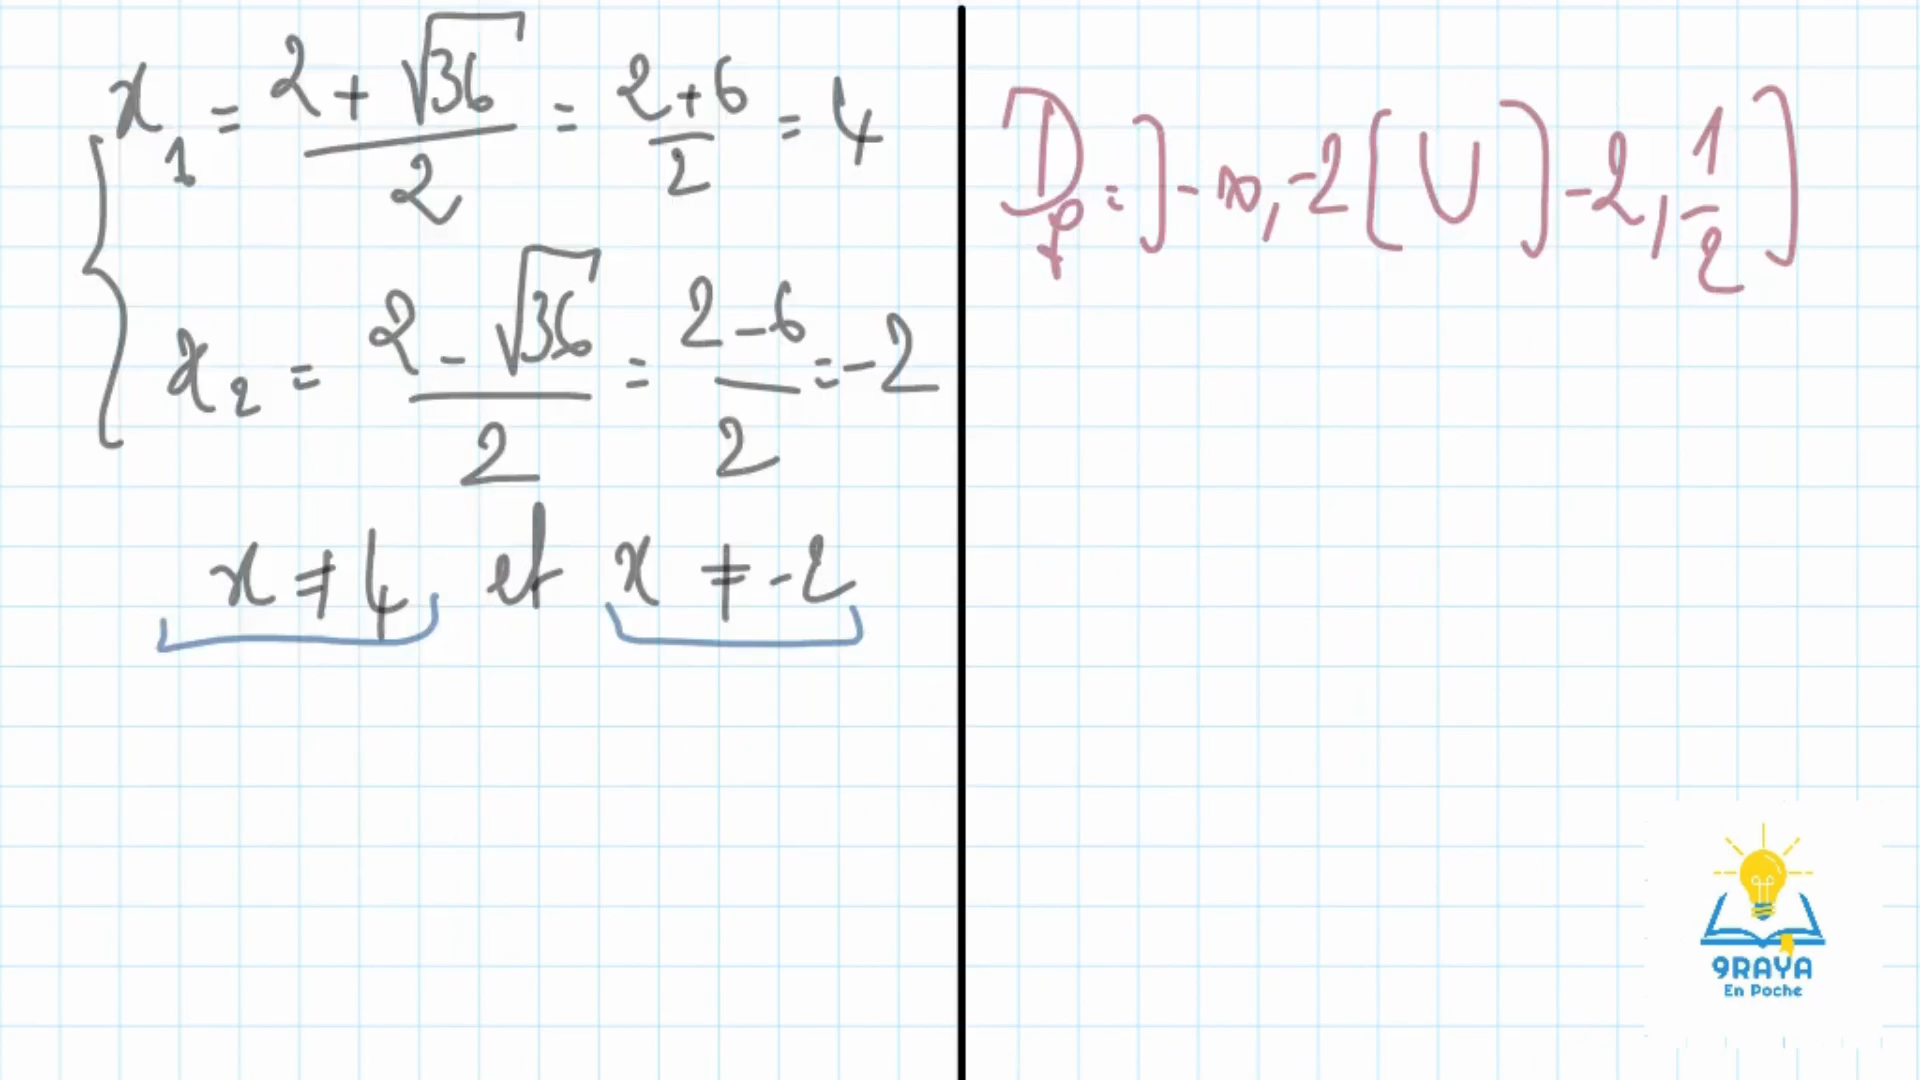 x₁ = (2 + √36)/2 = (2+6)/2 = 4
x₂ = (2 - √36)/2 = (2-6)/2 = -2
x ≠ 4 et x ≠ -2
D_f = ]-∞, -2[ ∪ ]-2, 1/2]
9RAYA
En Poche